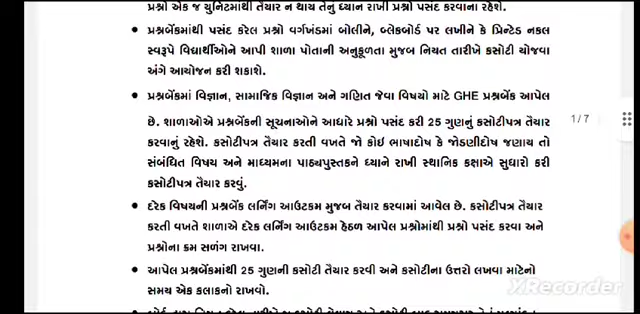 પ્રશ્નો એક જ યુનિટમાંથી તૈયાર ન થાય તેનું ધ્યાન રાખી પ્રશ્નો પસંદ કરવાના રહેશે.
• પ્રશ્નબેંકમાંથી પસંદ કરેલ પ્રશ્નો વર્ગખંડમાં બોલીને, બ્લેકબોર્ડ પર લખીને કે પ્રિન્ટેડ નકલ
સ્વરૂપે વિદ્યાર્થીઓને આપી શાળા પોતાની અનુકૂળતા મુજબ નિયત તારીખે કસોટી યોજવા
અંગે આયોજન કરી શકાશે.
• પ્રશ્નબેંકમાં વિજ્ઞાન, સામાજિક વિજ્ઞાન અને ગણિત જેવા વિષયો માટે GHE પ્રશ્નબેંક આપેલ
છે. શાળાઓએ પ્રશ્નબેંકની સૂચનાઓને આધારે પ્રશ્નો પસંદ કરી 25 ગુણનું કસોટીપત્ર તૈયાર
1/7
કરવાનું રહેશે. કસોટીપત્ર તૈયાર કરતી વખતે જો કોઈ ભાષાદોષ કે જોડણીદોષ જણાય તો
સંબંધિત વિષય અને માધ્યમના પાઠ્યપુસ્તકને ધ્યાને રાખી સ્થાનિક કક્ષાએ સુધારો કરી
કસોટીપત્ર તૈયાર કરવું.
• દરેક વિષયની પ્રશ્નબેંક લર્નિંગ આઉટકમ મુજબ તૈયાર કરવામાં આવેલ છે. કસોટીપત્ર તૈયાર
કરતી વખતે શાળાએ દરેક લર્નિંગ આઉટકમ હેઠળ આપેલ પ્રશ્નોમાંથી પ્રશ્નો પસંદ કરવા અને
પ્રશ્નોના ક્રમ સળંગ રાખવા.
• આપેલ પ્રશ્નબેંકમાંથી 25 ગુણની કસોટી તૈયાર કરવી અને કસોટીના ઉત્તરો લખવા માટેનો
સમય એક કલાકનો રાખવો.
XRecorder